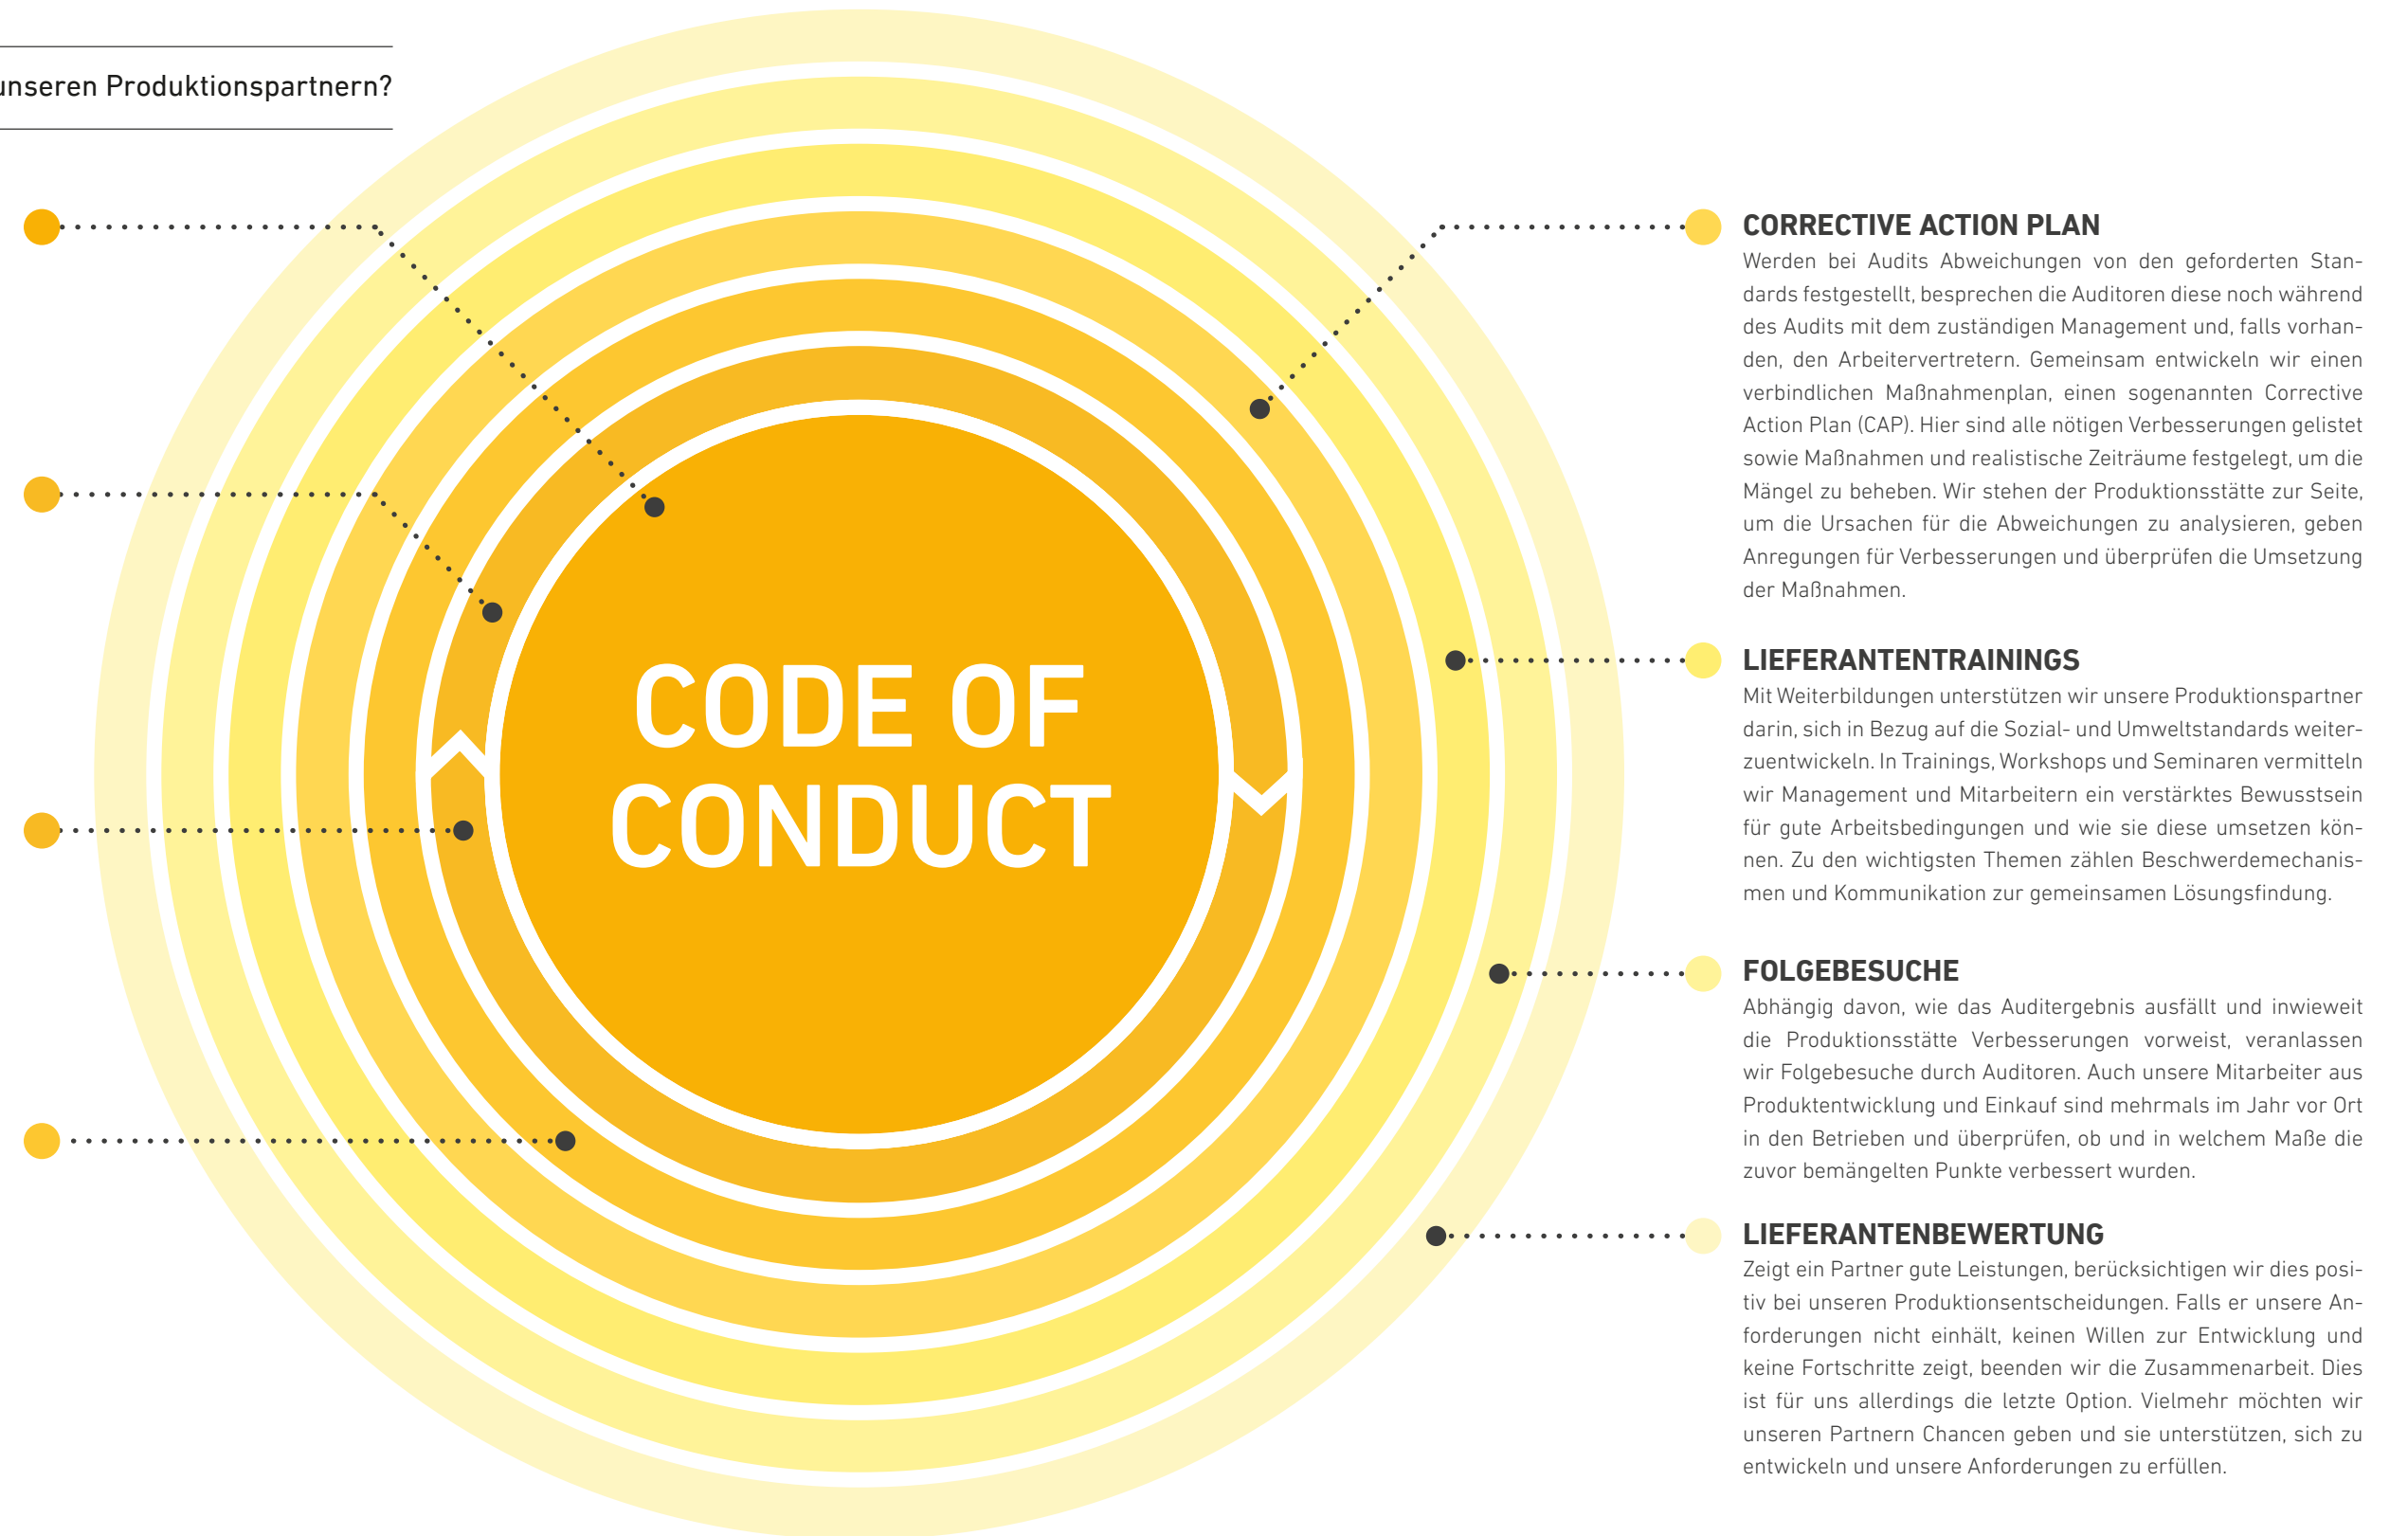 unseren Produktionspartnern?
CODE OF
CONDUCT
CORRECTIVE ACTION PLAN
Werden bei Audits Abweichungen von den geforderten Stan-
dards festgestellt, besprechen die Auditoren diese noch während
des Audits mit dem zuständigen Management und, falls vorhan-
den, den Arbeitervertretern. Gemeinsam entwickeln wir einen
verbindlichen Maßnahmenplan, einen sogenannten Corrective
Action Plan (CAP). Hier sind alle nötigen Verbesserungen gelistet
sowie Maßnahmen und realistische Zeiträume festgelegt, um die
Mängel zu beheben. Wir stehen der Produktionsstätte zur Seite,
um die Ursachen für die Abweichungen zu analysieren, geben
Anregungen für Verbesserungen und überprüfen die Umsetzung
der Maßnahmen.
LIEFERANTENTRAININGS
Mit Weiterbildungen unterstützen wir unsere Produktionspartner
darin, sich in Bezug auf die Sozial- und Umweltstandards weiter-
zuentwickeln. In Trainings, Workshops und Seminaren vermitteln
wir Management und Mitarbeitern ein verstärktes Bewusstsein
für gute Arbeitsbedingungen und wie sie diese umsetzen kön-
nen. Zu den wichtigsten Themen zählen Beschwerdemechanis-
men und Kommunikation zur gemeinsamen Lösungsfindung.
FOLGEBESUCHE
Abhängig davon, wie das Auditergebnis ausfällt und inwieweit
die Produktionsstätte Verbesserungen vorweist, veranlassen
wir Folgebesuche durch Auditoren. Auch unsere Mitarbeiter aus
Produktentwicklung und Einkauf sind mehrmals im Jahr vor Ort
in den Betrieben und überprüfen, ob und in welchem Maße die
zuvor bemängelten Punkte verbessert wurden.
LIEFERANTENBEWERTUNG
Zeigt ein Partner gute Leistungen, berücksichtigen wir dies posi-
tiv bei unseren Produktionsentscheidungen. Falls er unsere An-
forderungen nicht einhält, keinen Willen zur Entwicklung und
keine Fortschritte zeigt, beenden wir die Zusammenarbeit. Dies
ist für uns allerdings die letzte Option. Vielmehr möchten wir
unseren Partnern Chancen geben und sie unterstützen, sich zu
entwickeln und unsere Anforderungen zu erfüllen.